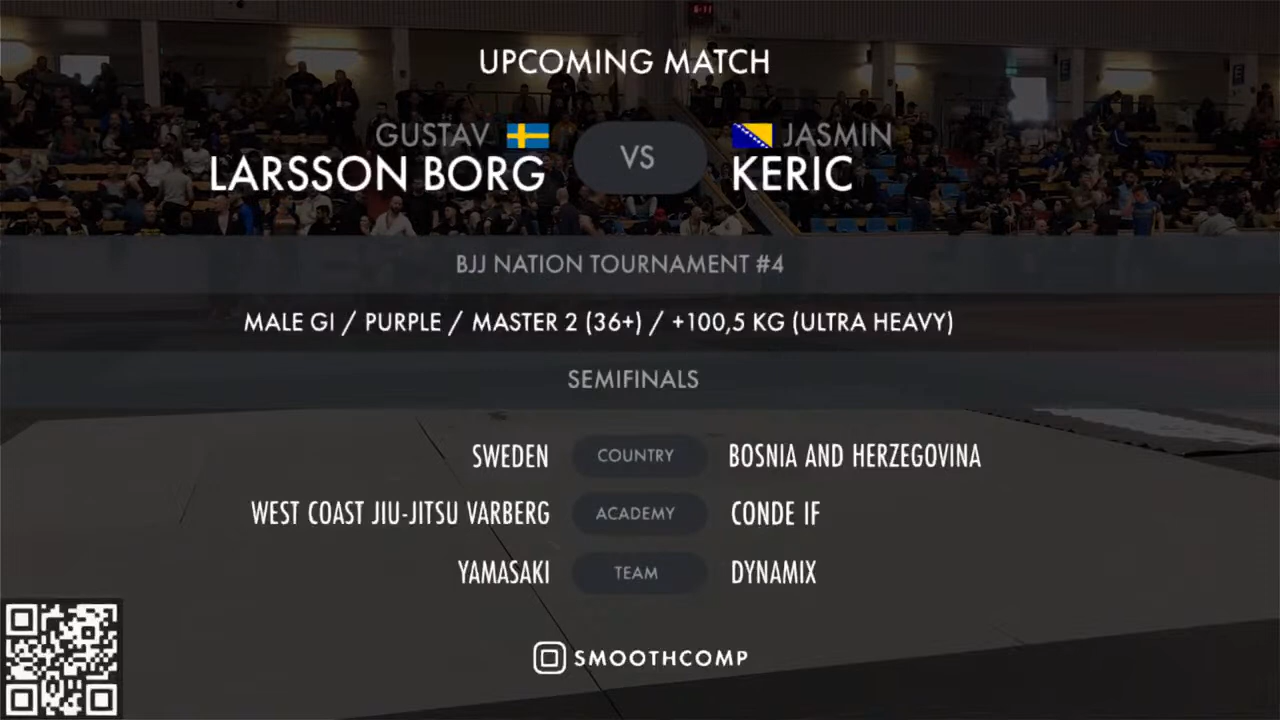 UPCOMING MATCH
GUSTAV
LARSSON BORG
VS
JASMIN
KERIC
BJJ NATION TOURNAMENT #4
MALE GI / PURPLE / MASTER 2 (36+) / +100,5 KG (ULTRA HEAVY)
SEMIFINALS
SWEDEN COUNTRY BOSNIA AND HERZEGOVINA
WEST COAST JIU-JITSU VARBERG ACADEMY CONDE IF
YAMASAKI TEAM DYNAMIX
SMOOTHCOMP